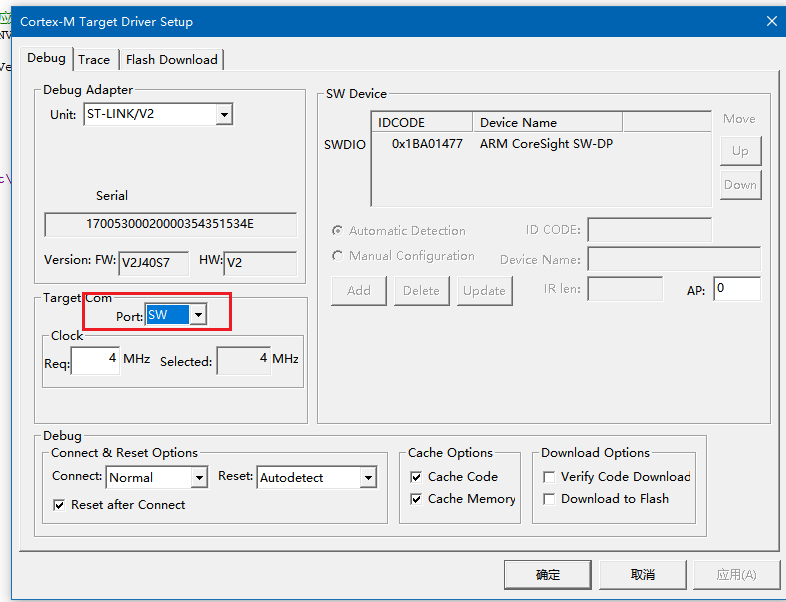 Cortex-M Target Driver Setup
Debug
Trace
Flash Download
Debug Adapter
Unit: ST-LINK/V2
Serial
17005300020000354351534E
Version: FW: V2J40S7 HW: V2
Target Com
Port: SW
Clock
Req: 4 MHz Selected: 4 MHz
SW Device
IDCODE Device Name Move
SWDIO 0x1BA01477 ARM CoreSight SW-DP
Up
Down
Automatic Detection ID CODE:
Manual Configuration Device Name:
Add Delete Update IR len: AP: 0
Debug
Connect & Reset Options
Connect: Normal Reset: Autodetect
Reset after Connect
Cache Options
Cache Code
Cache Memory
Download Options
Verify Code Download
Download to Flash
确定 取消 应用(A)